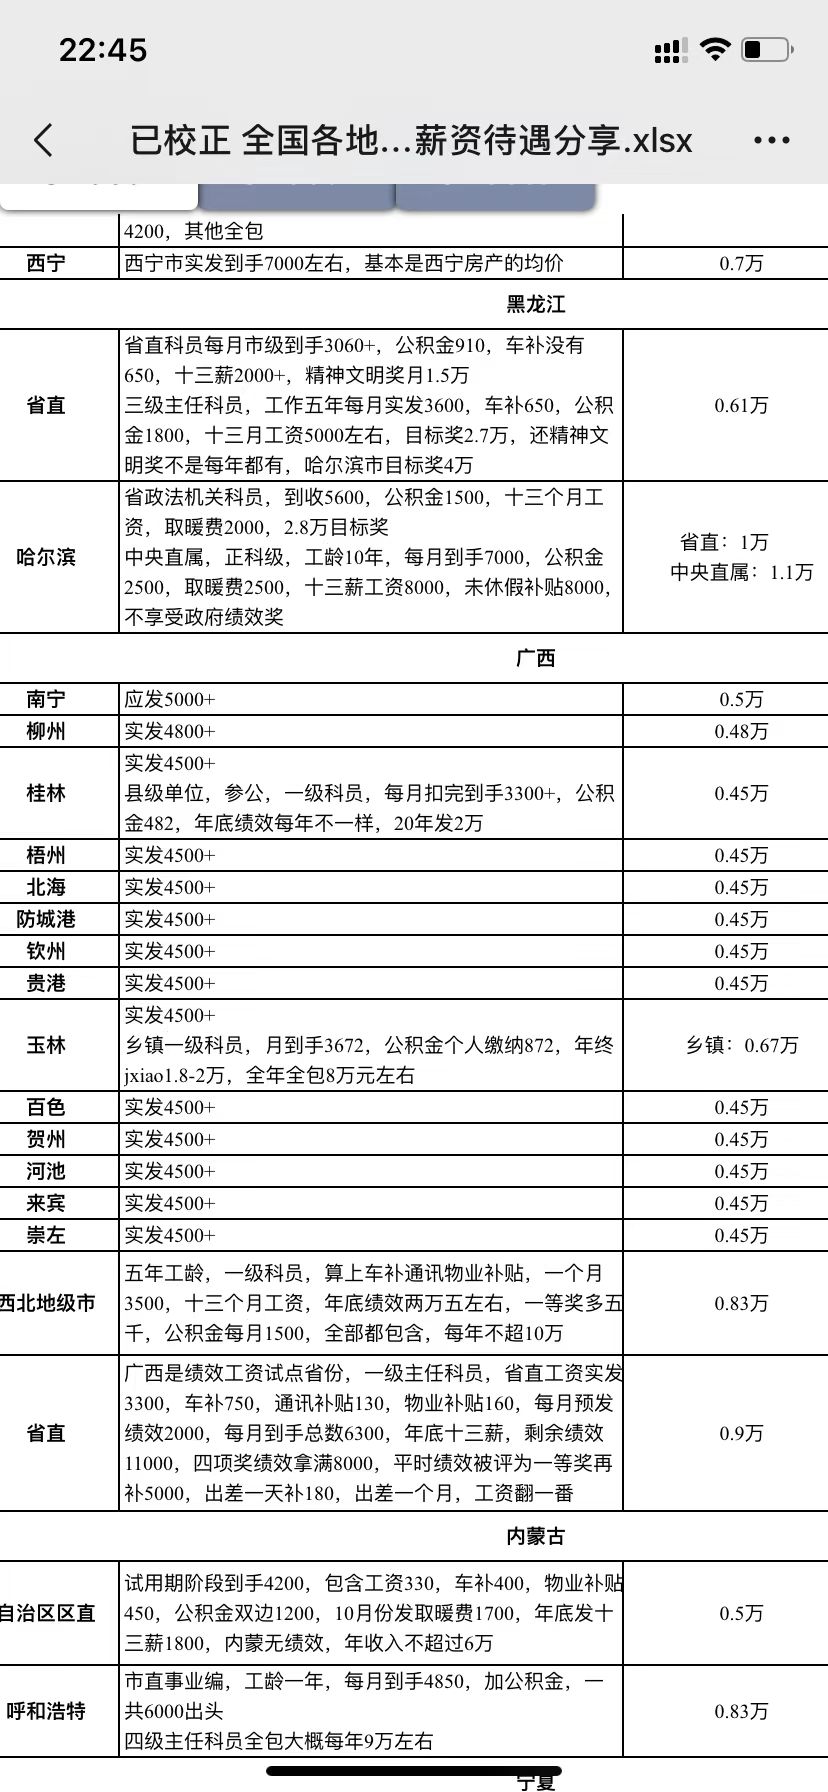 22:45
已校正 全国各地...薪资待遇分享.xlsx
4200，其他全包
西宁
西宁市实发到手7000左右，基本是西宁房产的均价
0.7万
黑龙江
省直
省直科员每月市级到手3060+，公积金910，车补没有
650，十三薪2000+，精神文明奖月1.5万
三级主任科员，工作五年每月实发3600，车补650，公积
金1800，十三月工资5000左右，目标奖2.7万，还精神文
明奖不是每年都有，哈尔滨市目标奖4万
0.61万
哈尔滨
省政法机关科员，到收5600，公积金1500，十三个月工
资，取暖费2000，2.8万目标奖
中央直属，正科级，工龄10年，每月到手7000，公积金
2500，取暖费2500，十三薪工资8000，未休假补贴8000，
不享受政府绩效奖
省直：1万
中央直属：1.1万
广西
南宁
应发5000+
0.5万
柳州
实发4800+
0.48万
桂林
实发4500+
县级单位，参公，一级科员，每月扣完到手3300+，公积
金482，年底绩效每年不一样，20年发2万
0.45万
梧州
实发4500+
0.45万
北海
实发4500+
0.45万
防城港
实发4500+
0.45万
钦州
实发4500+
0.45万
贵港
实发4500+
0.45万
玉林
实发4500+
乡镇一级科员，月到手3672，公积金个人缴纳872，年终
jxiao1.8-2万，全年全包8万元左右
乡镇：0.67万
百色
实发4500+
0.45万
贺州
实发4500+
0.45万
河池
实发4500+
0.45万
来宾
实发4500+
0.45万
崇左
实发4500+
0.45万
西北地级市
五年工龄，一级科员，算上车补通讯物业补贴，一个月
3500，十三个月工资，年底绩效两万五左右，一等奖多五
千，公积金每月1500，全部都包含，每年不超10万
0.83万
省直
广西是绩效工资试点省份，一级主任科员，省直工资实发
3300，车补750，通讯补贴130，物业补贴160，每月预发
绩效2000，每月到手总数6300，年底十三薪，剩余绩效
11000，四项奖绩效拿满8000，平时绩效被评为一等奖再
补5000，出差一天补180，出差一个月，工资翻一番
0.9万
内蒙古
自治区区直
试用期阶段到手4200，包含工资330，车补400，物业补贴
450，公积金双边1200，10月份发取暖费1700，年底发十
三薪1800，内蒙无绩效，年收入不超过6万
0.5万
呼和浩特
市直事业编，工龄一年，每月到手4850，加公积金，一
共6000出头
四级主任科员全包大概每年9万左右
0.83万
宁夏